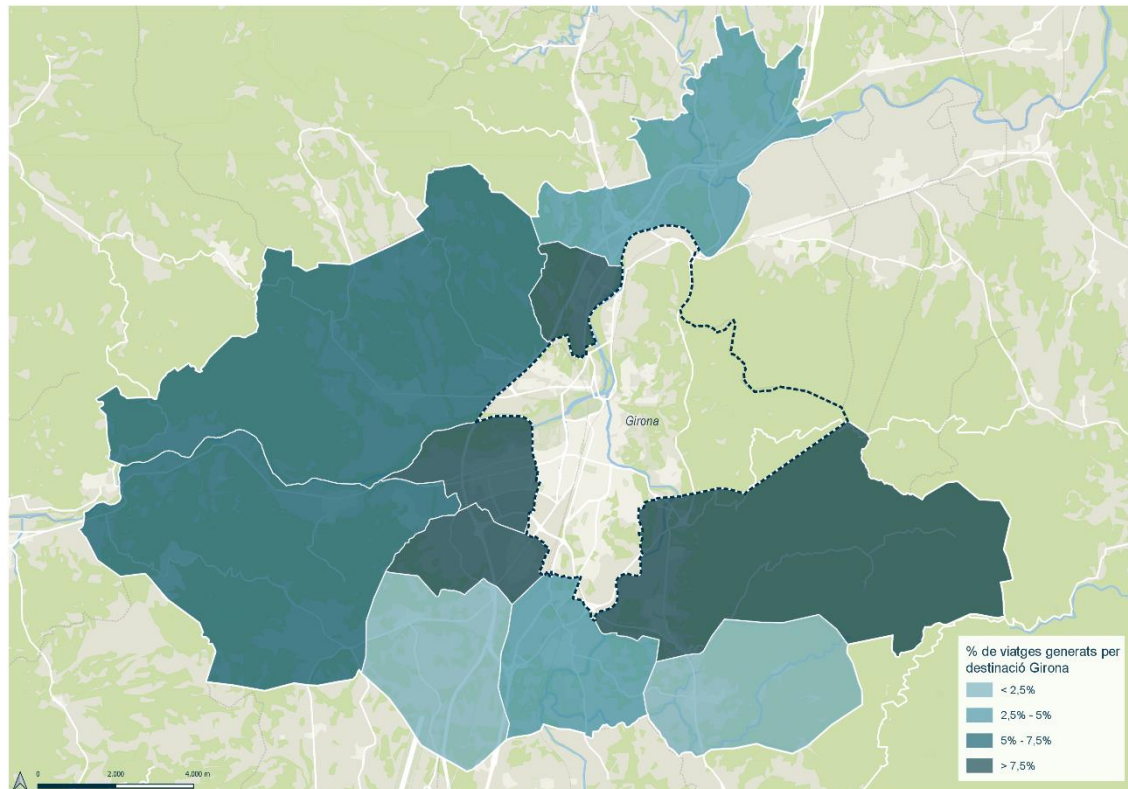 Girona
% de viatges generats per
destinació Girona
< 2,5%
2,5% - 5%
5% - 7,5%
> 7,5%
0 2.000 4.000 m